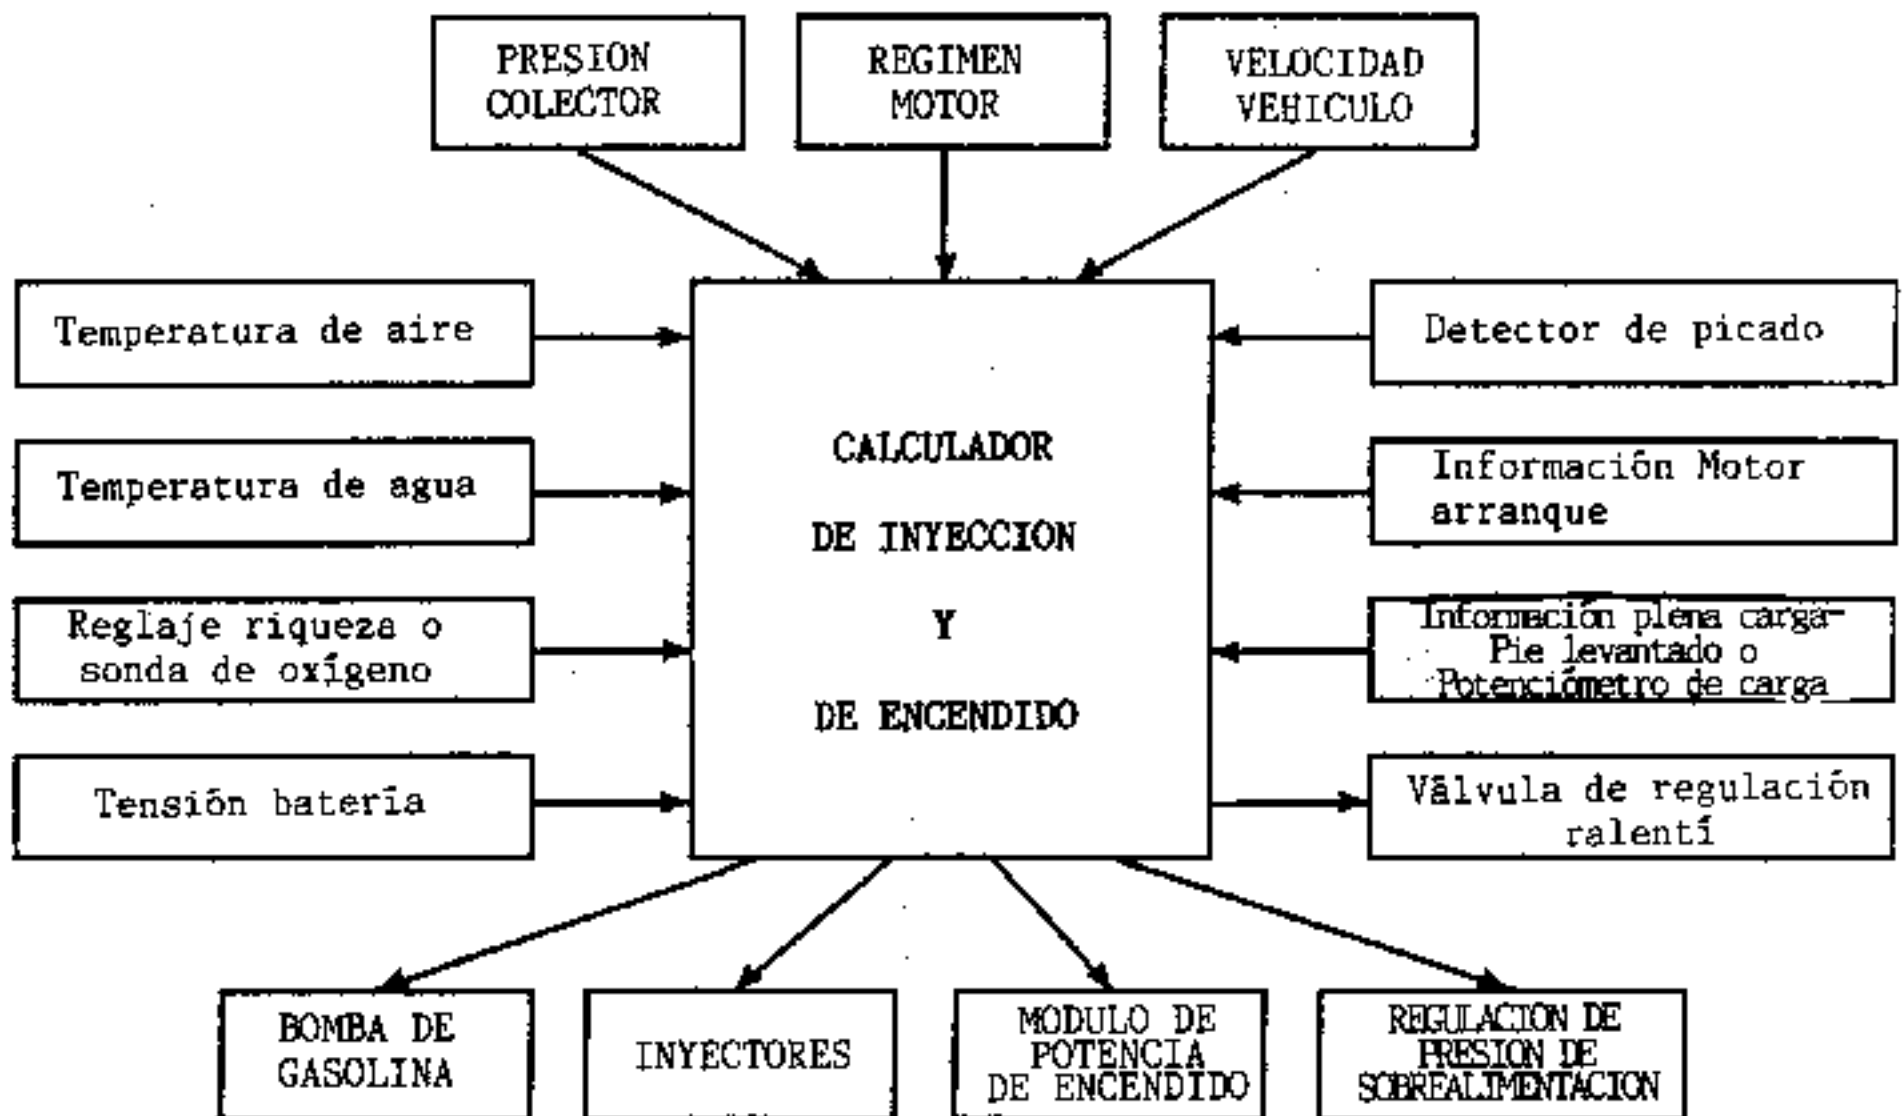 PRESION
COLECTOR
REGIMEN
MOTOR
VELOCIDAD
VEHICULO
Temperatura de aire
Detector de picado
Temperatura de agua
Información Motor
arranque
Reglaje riqueza o
sonda de oxígeno
Información plena carga-
Pie levantado o
Potenciómetro de carga
Tensión batería
Válvula de regulación
ralentí
CALCULADOR
DE INYECCION
Y
DE ENCENDIDO
BOMBA DE
GASOLINA
INYECTORES
MODULO DE
POTENCIA
DE ENCENDIDO
REGULACION DE
PRESION DE
SOBREALIMENTACION